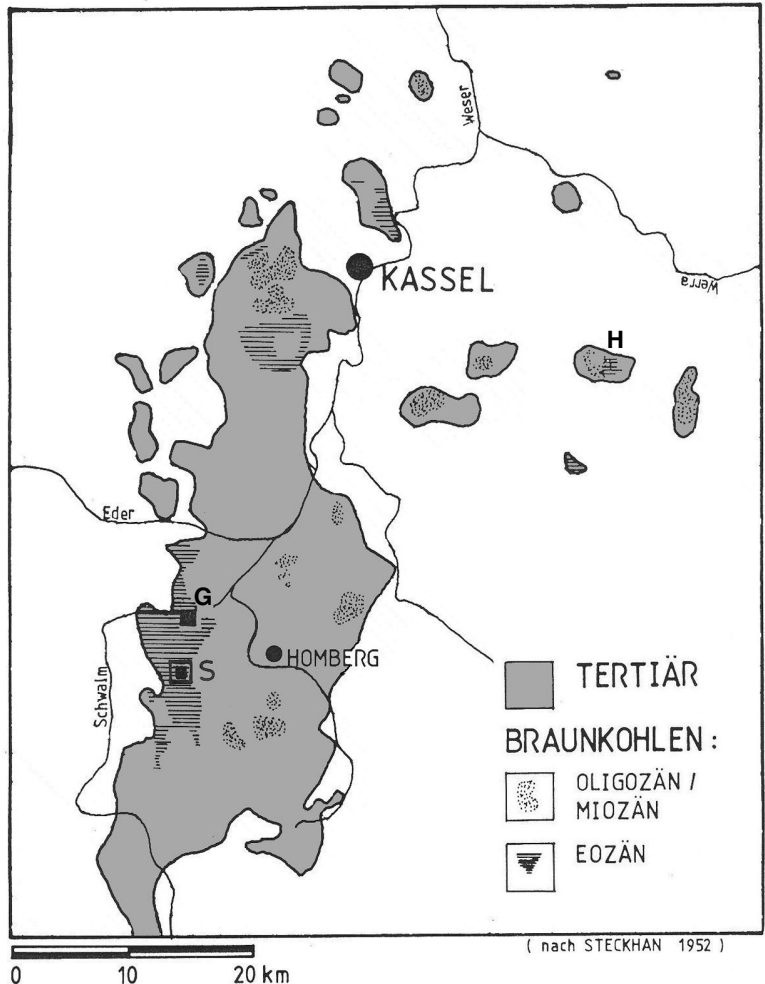 Weser
KASSEL
Werra
H
Eder
G
HOMBERG
S
Schwalm
TERTIÄR
BRAUNKOHLEN :
OLIGOZÄN /
MIOZÄN
EOZÄN
( nach STECKHAN 1952 )
0 10 20 km